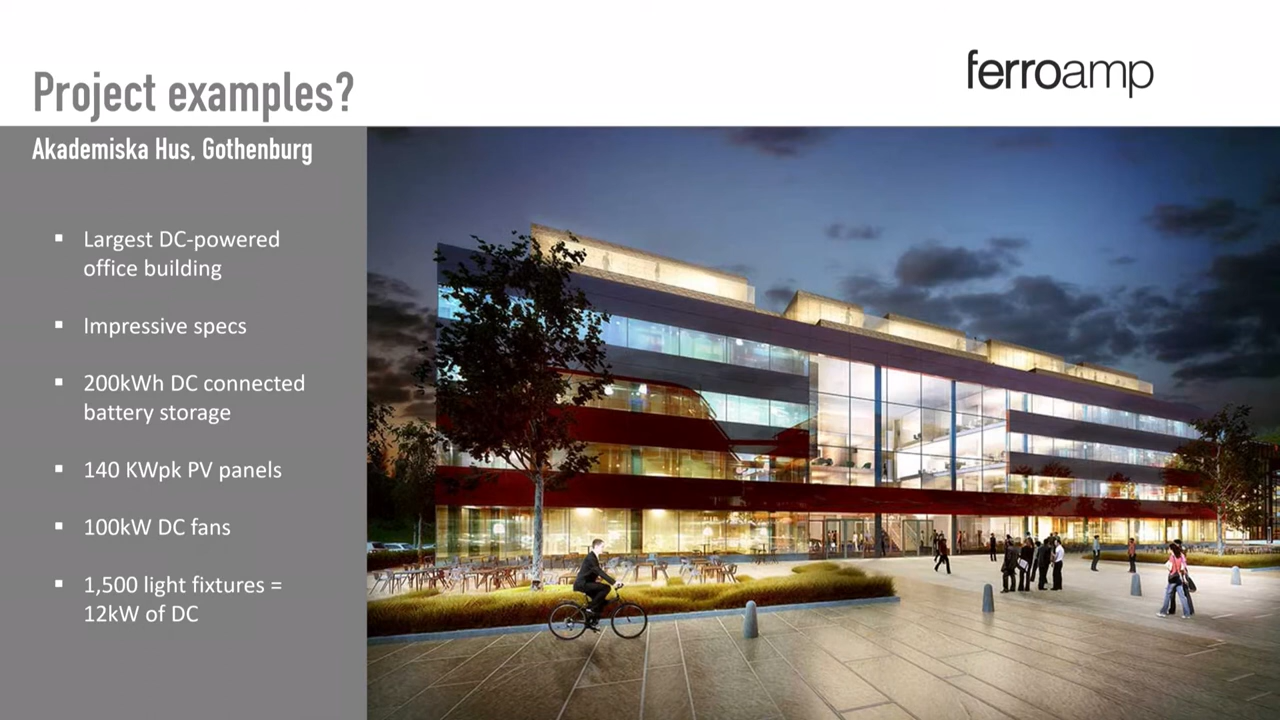 Project examples?
ferroamp
Akademiska Hus, Gothenburg
▪ Largest DC-powered
office building
▪ Impressive specs
▪ 200kWh DC connected
battery storage
▪ 140 KWpk PV panels
▪ 100kW DC fans
▪ 1,500 light fixtures =
12kW of DC